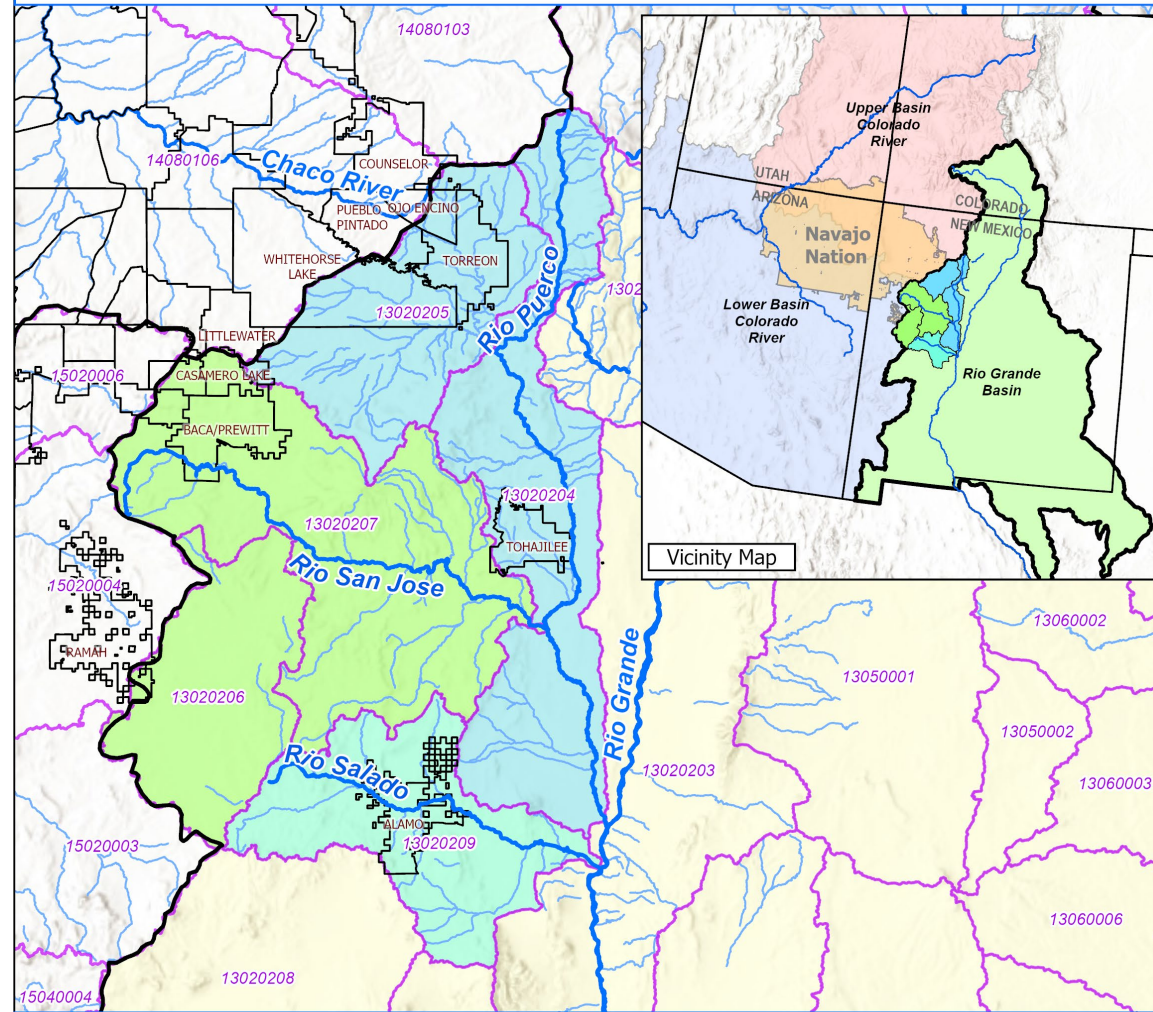 14080103
14080106
Chaco River
COUNSELOR
PUEBLO
PINTADO
OJO ENCINO
WHITEHORSE
LAKE
TORREON
13020205
Rio Puerco
1302
LITTLEWATER
15020006
CASAMERO LAKE
BACA/PREWITT
13020204
13020207
TOHAJILEE
Rio San Jose
15020004
RAMAH
13020206
Rio Grande
Rio Salado
13020203
ALAMO
13020209
15020003
13020208
15040004
13060002
13050001
13050002
13060003
13060006
Upper Basin
Colorado
River
UTAH
ARIZONA
COLORADO
NEW MEXICO
Navajo
Nation
Lower Basin
Colorado
River
Rio Grande
Basin
Vicinity Map